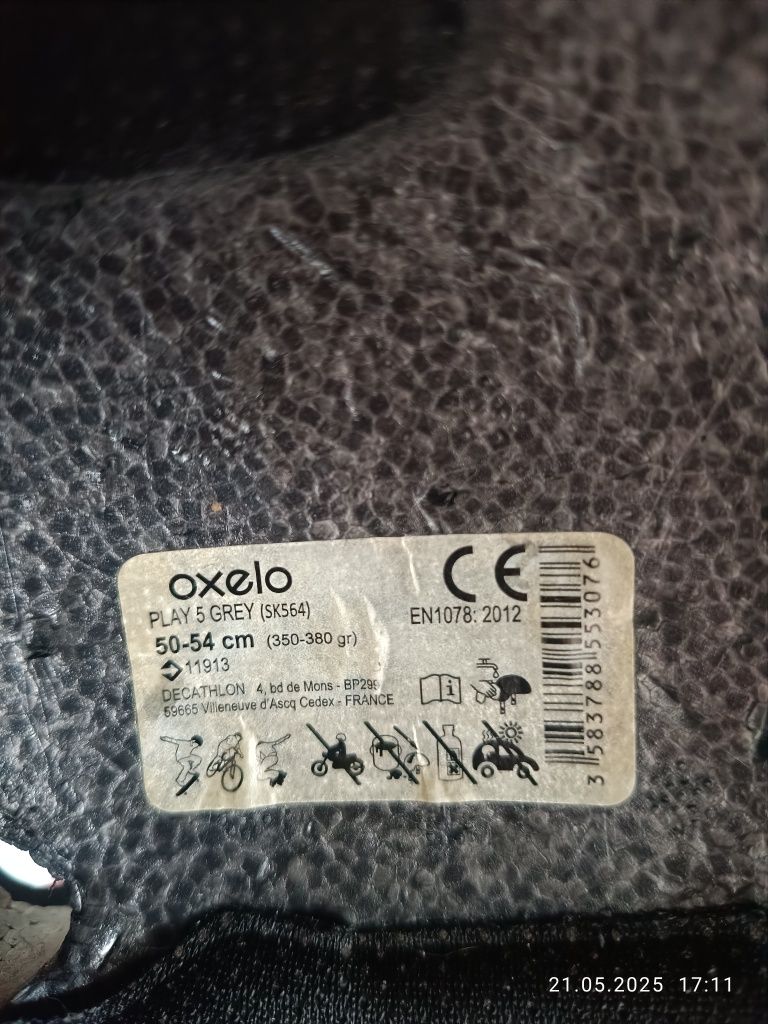 oxelo
CE
PLAY 5 GREY (SK564)
EN1078: 2012
50-54 cm (350-380 gr)
11913
DECATHLON 4, bd de Mons - BP299
59665 Villeneuve d'Ascq Cedex - FRANCE
i
3 583788 553076
21.05.2025 17:11